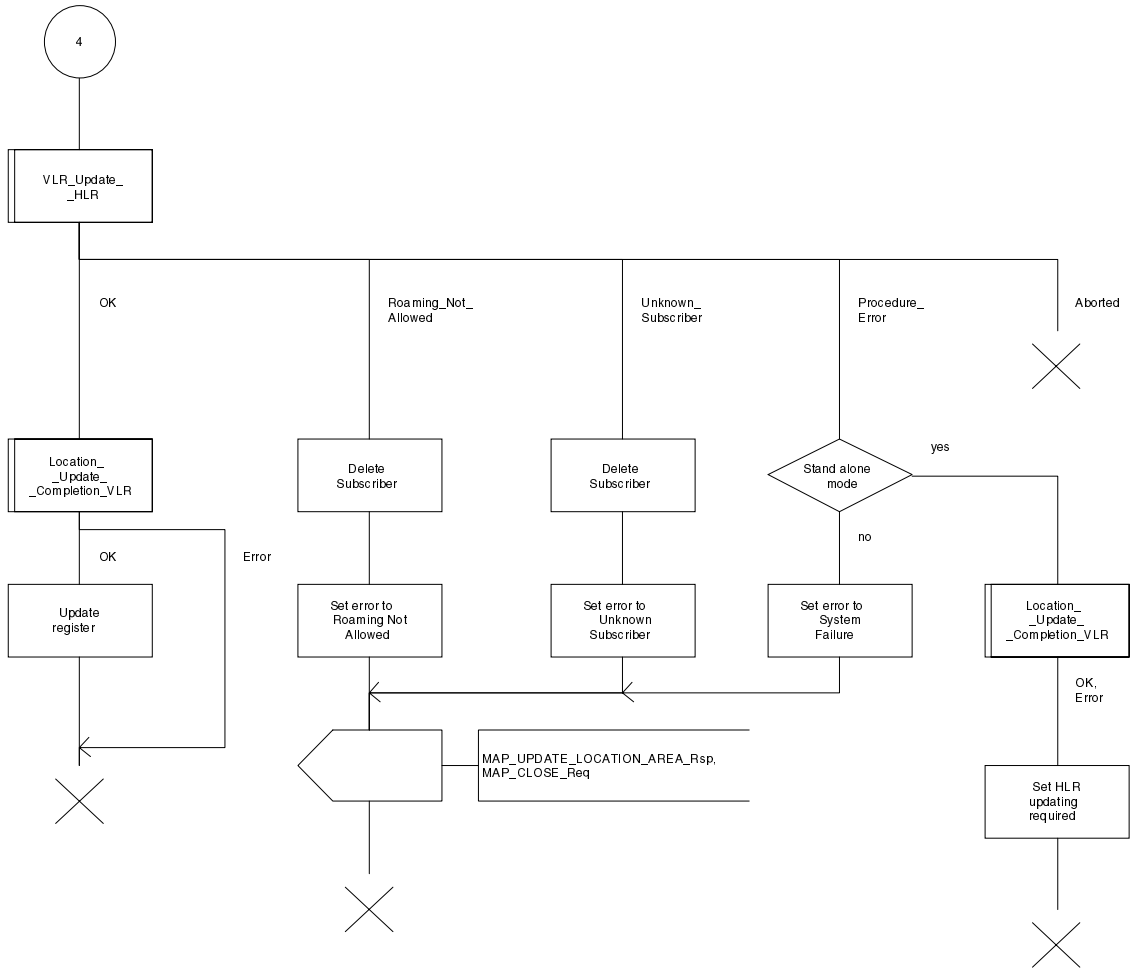 4
VLR_Update_
_HLR
OK
Roaming_Not_
Allowed
Unknown_
Subscriber
Procedure_
Error
Aborted
Location_
_Update_
_Completion_VLR
Delete
Subscriber
Delete
Subscriber
Stand alone
mode
yes
no
OK
Error
Update
register
Set error to
Roaming Not
Allowed
Set error to
Unknown
Subscriber
Set error to
System
Failure
Location_
_Update_
_Completion_VLR
OK,
Error
MAP_UPDATE_LOCATION_AREA_Rsp,
MAP_CLOSE_Req
Set HLR
updating
required